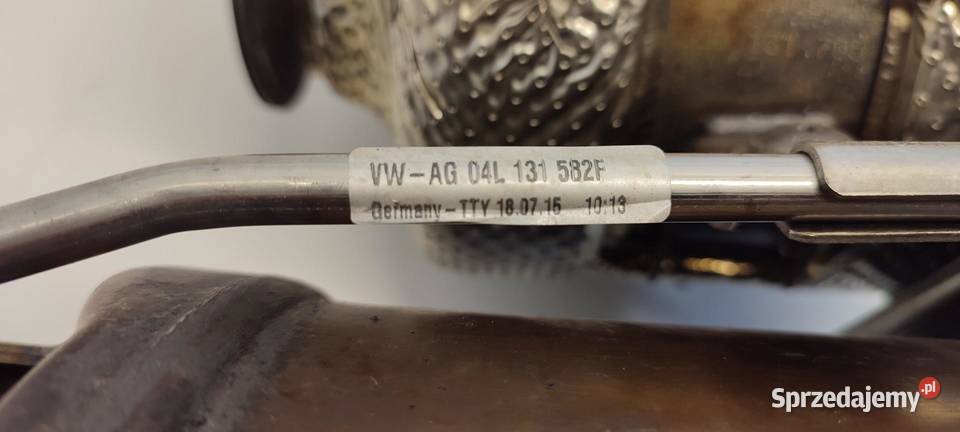 VW-AG 04L 131 582F
Germany-TTY 18.07.15 10:13
Sprzedajemy.pl